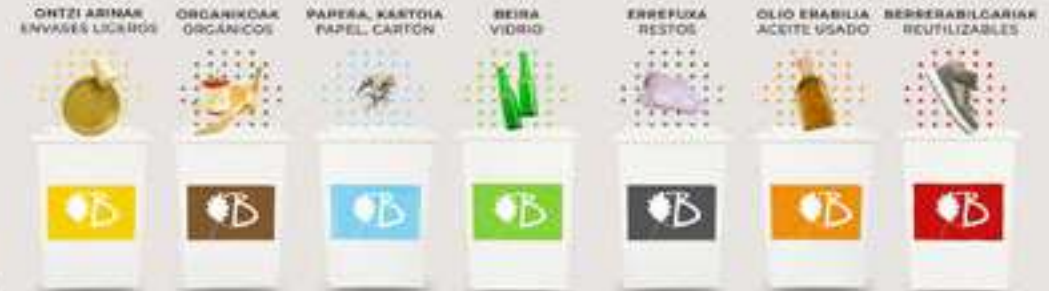 ONTZI ARINAK
ENVASES LIGEROS
ORGANIKOAK
ORGÁNICOS
PAPERA, KARTOIA
PAPEL, CARTÓN
BEIRA
VIDRIO
ERREFUXA
RESTOS
OLIO ERABILIA
ACEITE USADO
BERRERABILGARRIAK
REUTILIZABLES
B
B
B
B
B
B
B